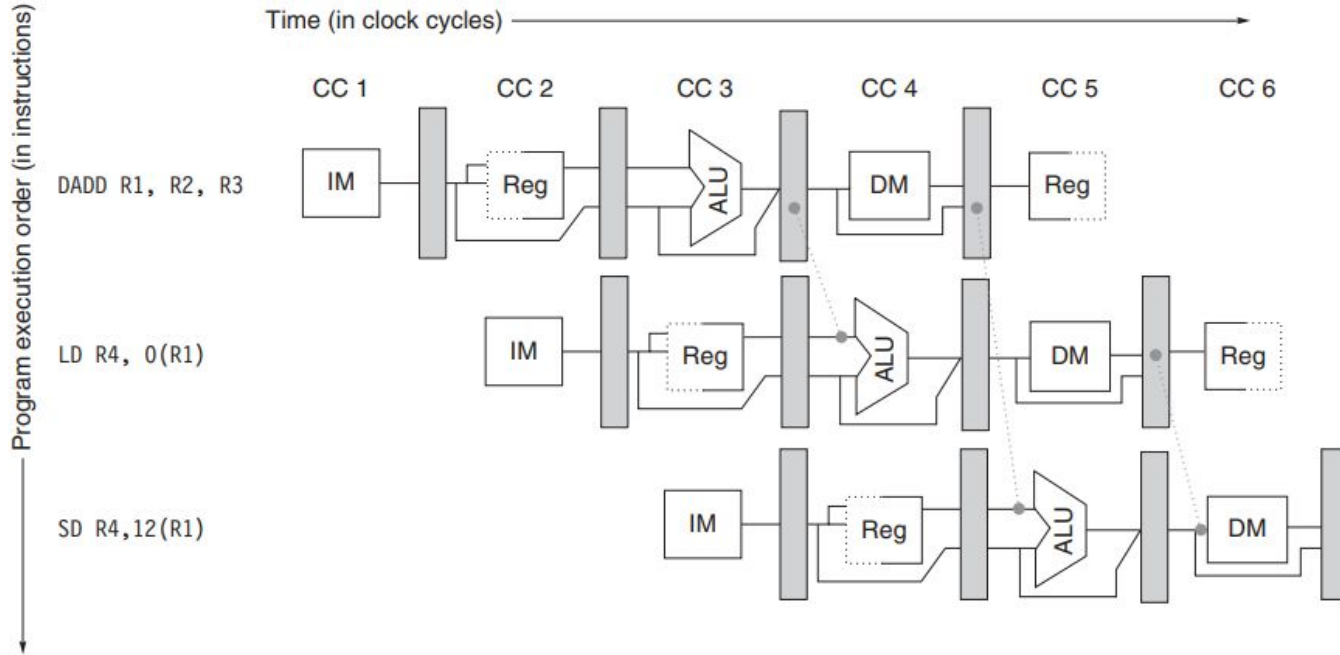 Time (in clock cycles)
Program execution order (in instructions)
CC 1 CC 2 CC 3 CC 4 CC 5 CC 6
DADD R1, R2, R3 IM Reg ALU DM Reg
LD R4, 0(R1) IM Reg ALU DM Reg
SD R4,12(R1) IM Reg ALU DM